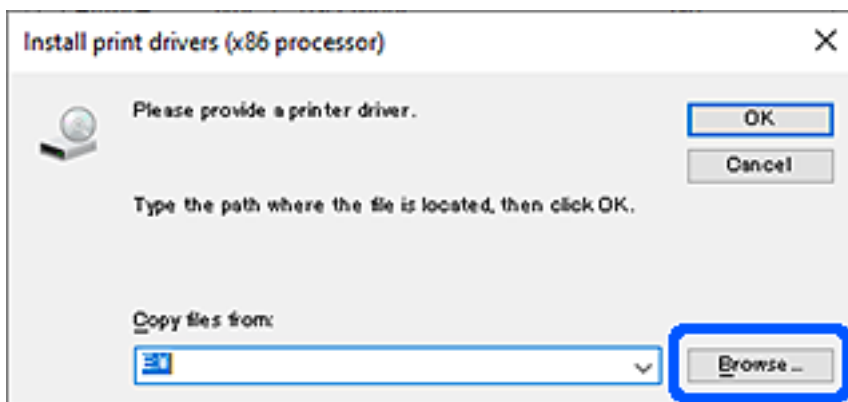 Install print drivers (x86 processor)
Please provide a printer driver.
OK
Cancel
Type the path where the file is located, then click OK.
Copy files from:
Browse...